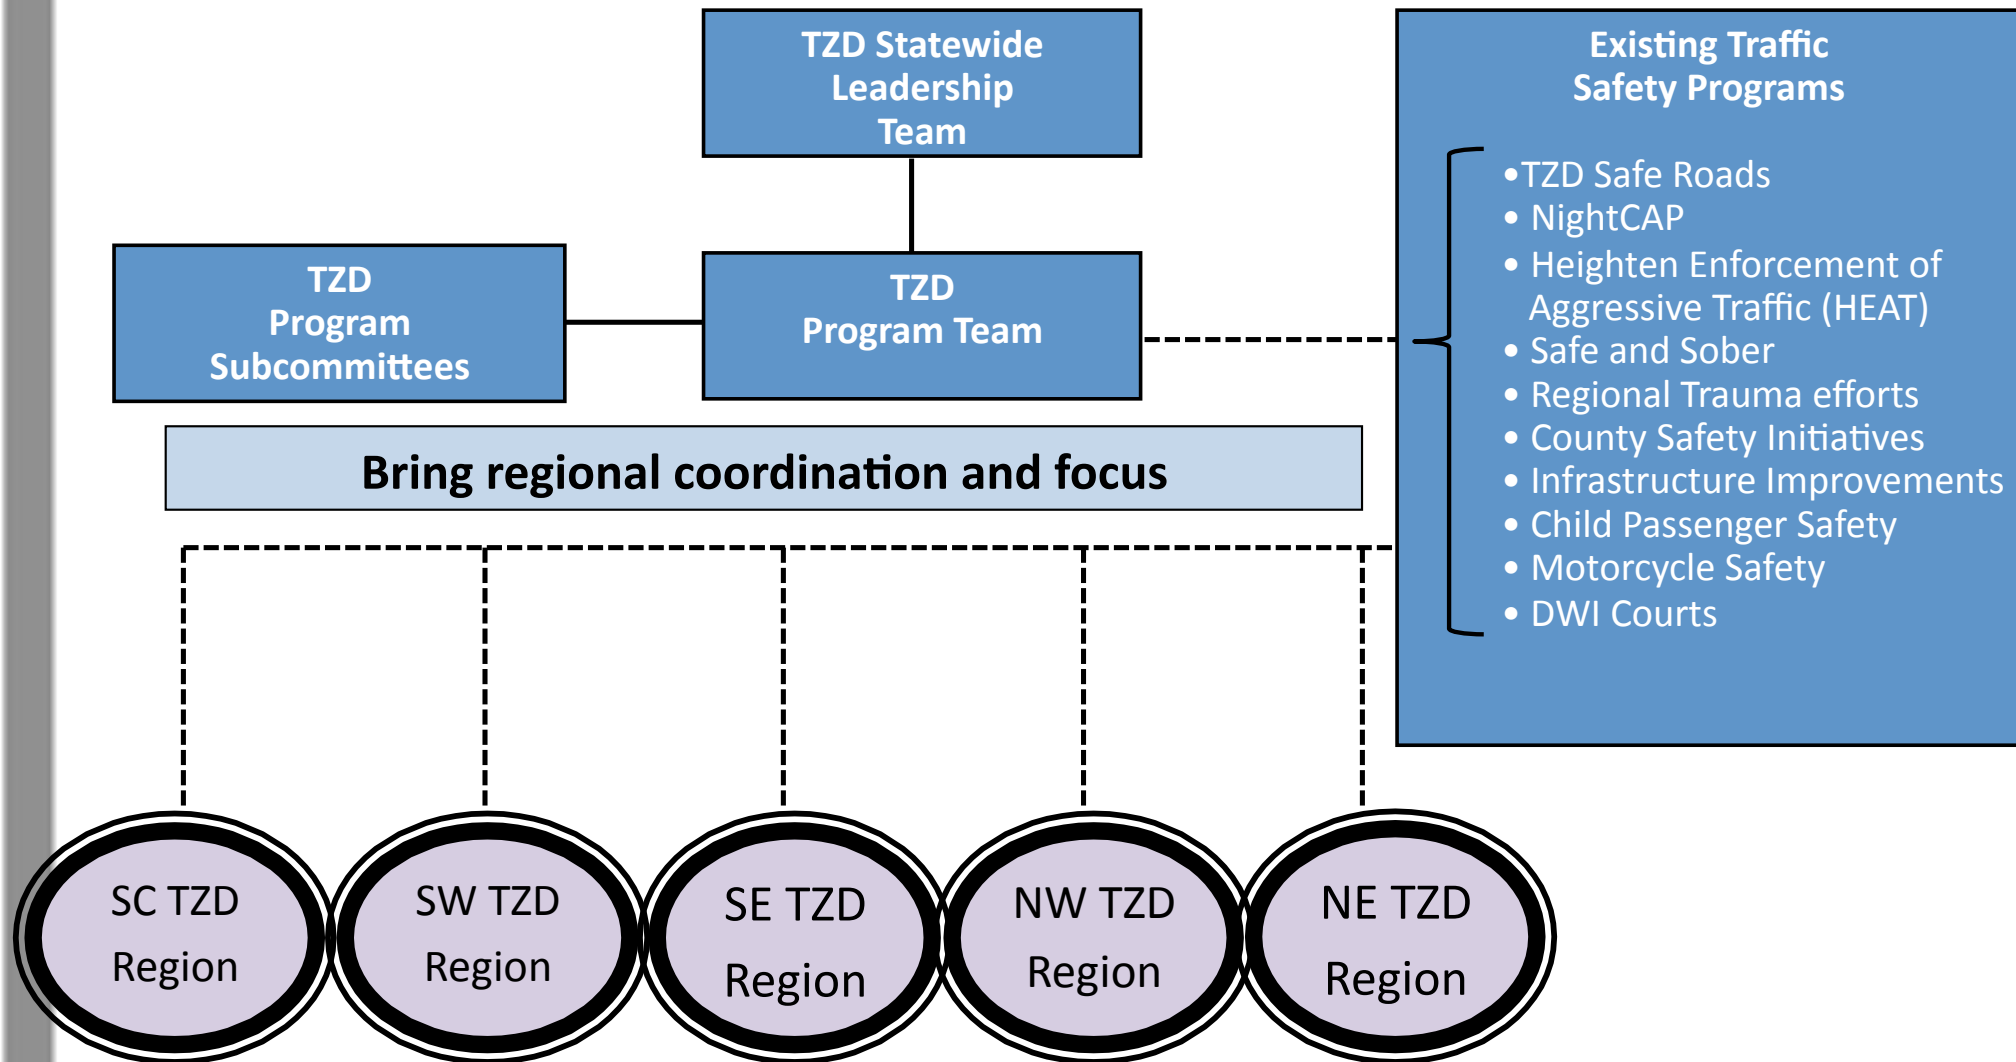 TZD Statewide
Leadership
Team
Existing Traffic
Safety Programs
•TZD Safe Roads
• NightCAP
• Heighten Enforcement of
Aggressive Traffic (HEAT)
• Safe and Sober
• Regional Trauma efforts
• County Safety Initiatives
• Infrastructure Improvements
• Child Passenger Safety
• Motorcycle Safety
• DWI Courts
TZD
Program
Subcommittees
TZD
Program Team
Bring regional coordination and focus
SC TZD
Region
SW TZD
Region
SE TZD
Region
NW TZD
Region
NE TZD
Region